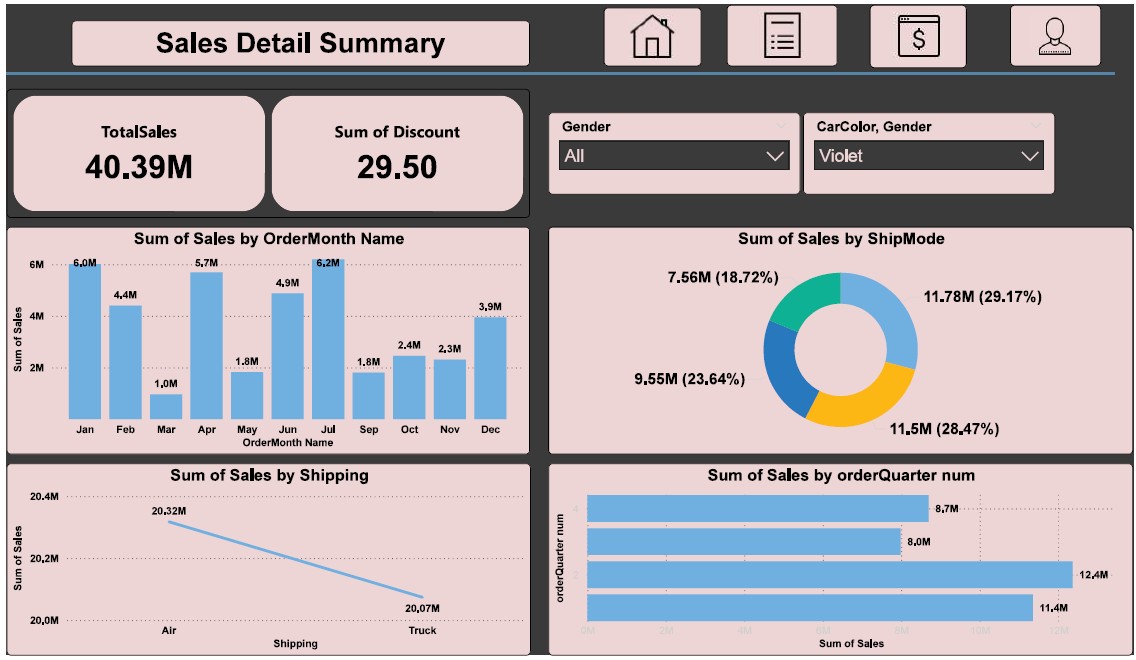 Sales Detail Summary
$
TotalSales
40.39M
Sum of Discount
29.50
Gender
All
CarColor, Gender
Violet
Sum of Sales by OrderMonth Name
Sum of Sales
6M
4M
2M
6.0M
4.4M
1.0M
5.7M
1.8M
4.9M
6.2M
1.8M
2.4M
2.3M
3.9M
Jan Feb Mar Apr May Jun Jul Sep Oct Nov Dec
OrderMonth Name
Sum of Sales by ShipMode
7.56M (18.72%)
11.78M (29.17%)
9.55M (23.64%)
11.5M (28.47%)
Sum of Sales by Shipping
Sum of Sales
20.4M
20.2M
20.0M
20.32M
20.07M
Air Truck
Shipping
Sum of Sales by orderQuarter num
orderQuarter num
4
2
8.7M
8.0M
12.4M
11.4M
0M 2M 4M 6M 8M 10M 12M
Sum of Sales